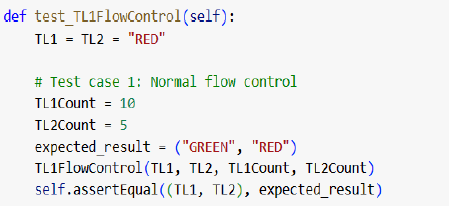 def test_TL1FlowControl(self):
TL1 = TL2 = "RED"
# Test case 1: Normal flow control
TL1Count = 10
TL2Count = 5
expected_result = ("GREEN", "RED")
TL1FlowControl(TL1, TL2, TL1Count, TL2Count)
self.assertEqual((TL1, TL2), expected_result)